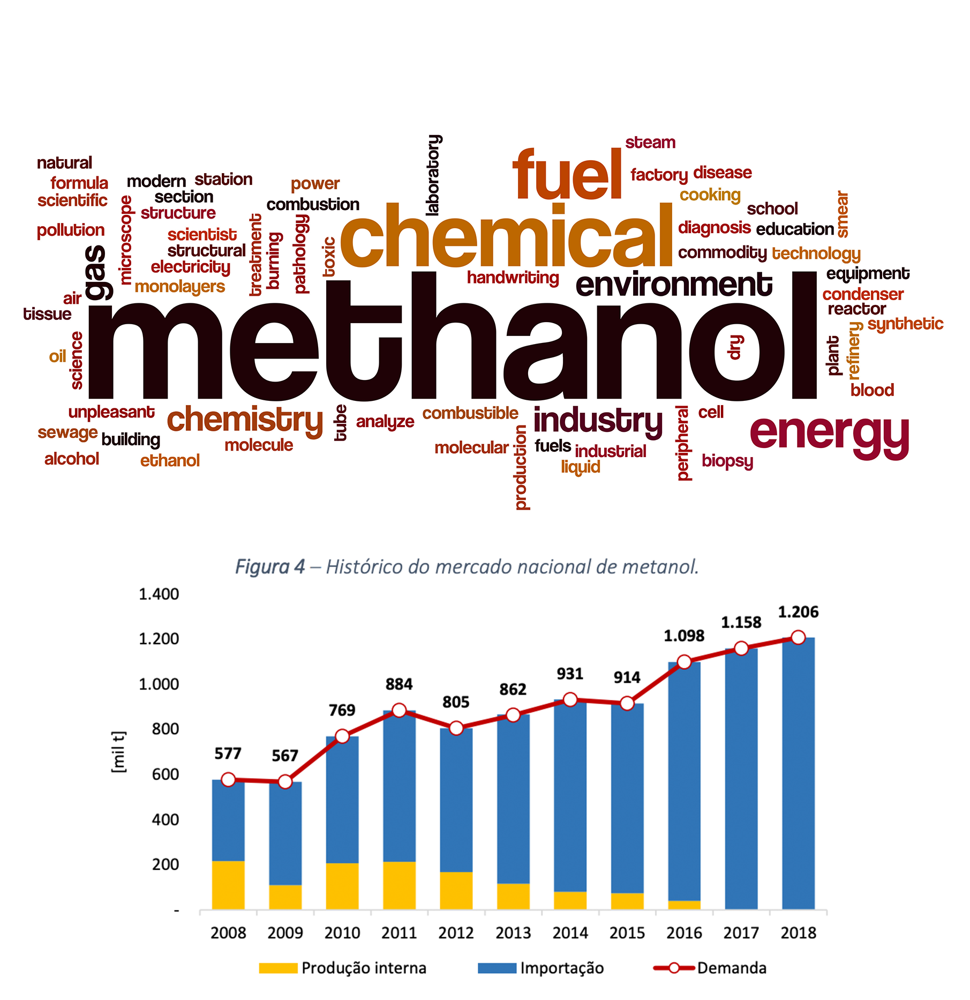 steam
laboratory
fuel
natural
factory
disease
formula
modern
station
power
cooking
scientific
section
combustion
smear
microscope
structure
school
chemical
pollution
scientist
treatment
burning
pathology
toxic
diagnosis
education
structural
commodity
technology
gas
electricity
handwriting
environment
equipment
monolayers
air
condenser
tissue
methanol
reactor
synthetic
science
oil
dry
plant
refinery
blood
unpleasant
chemistry
tube
analyze
combustible
industry
peripheral
cell
energy
sewage
building
molecule
molecular
production
fuels
industrial
alcohol
ethanol
liquid
biopsy
Figura 4 – Histórico do mercado nacional de metanol.
1.400
1.200
1.000
800
600
400
200
-
[mil t]
577
567
769
884
805
862
931
914
1.098
1.158
1.206
2008 2009 2010 2011 2012 2013 2014 2015 2016 2017 2018
Produção interna Importação Demanda